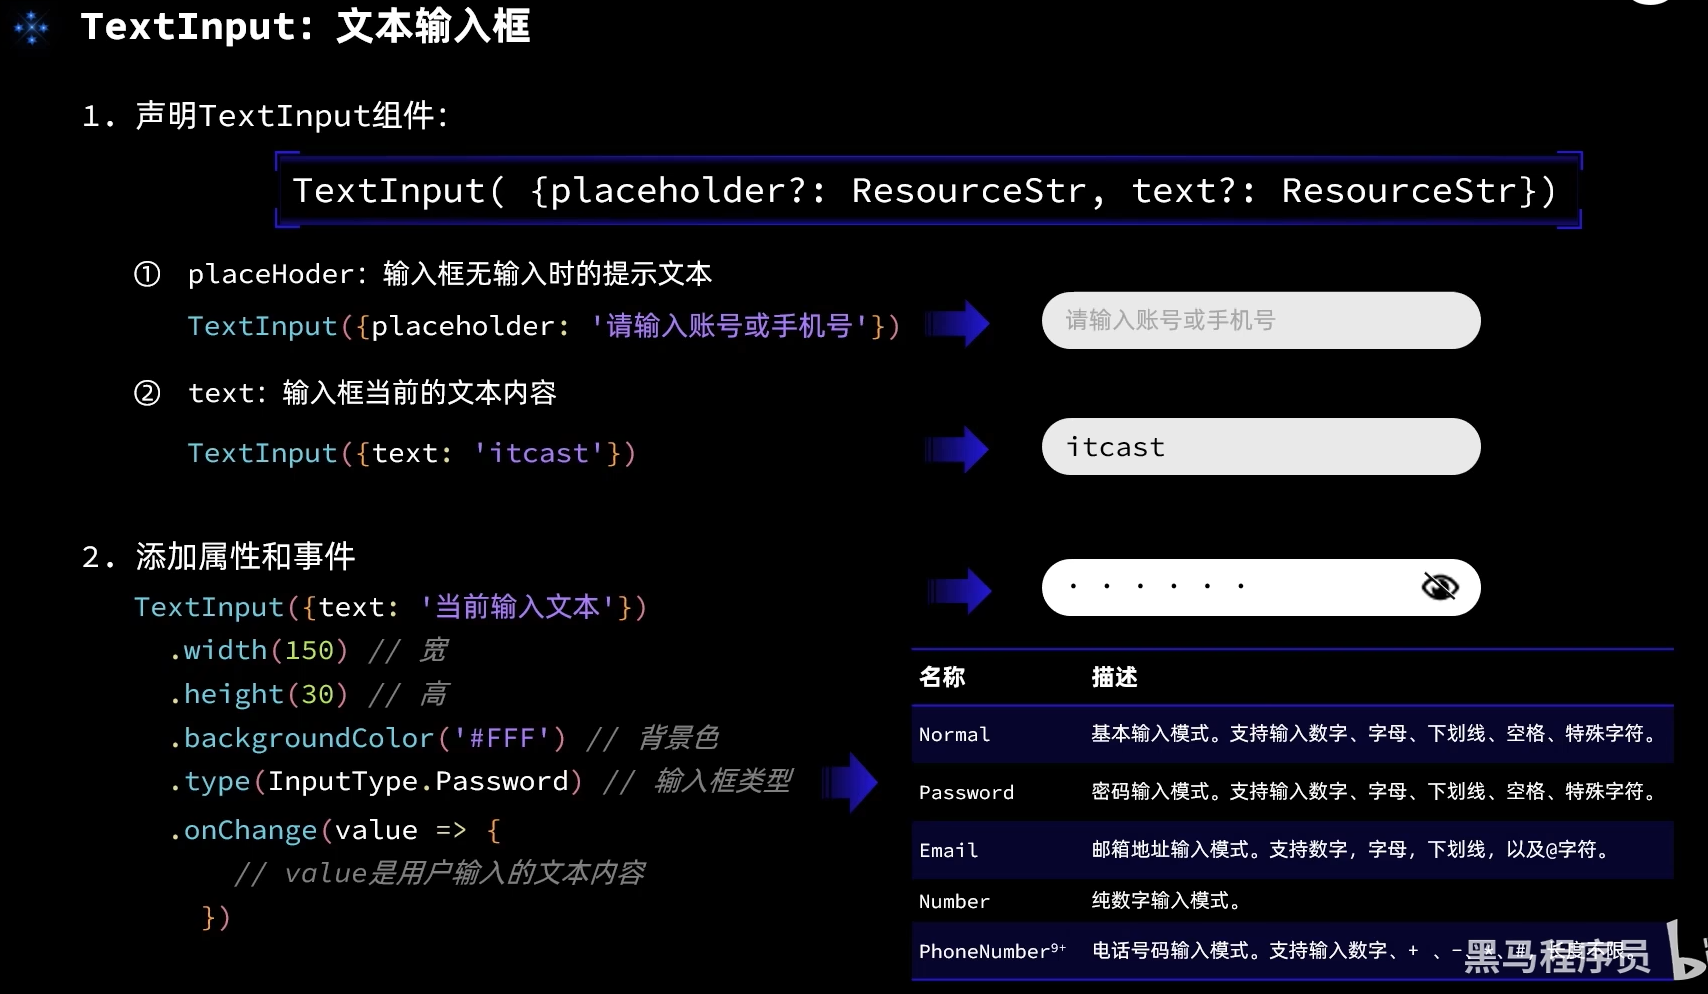 TextInput：文本输入框
1. 声明TextInput组件：
TextInput( {placeholder?: ResourceStr, text?: ResourceStr})
① placeHoder：输入框无输入时的提示文本
TextInput({placeholder: '请输入账号或手机号'})
请输入账号或手机号
② text：输入框当前的文本内容
TextInput({text: 'itcast'})
itcast
2. 添加属性和事件
TextInput({text: '当前输入文本'})
.width(150) // 宽
.height(30) // 高
.backgroundColor('#FFF') // 背景色
.type(InputType.Password) // 输入框类型
.onChange(value => {
// value是用户输入的文本内容
})
名称 描述
Normal 基本输入模式。支持输入数字、字母、下划线、空格、特殊字符。
Password 密码输入模式。支持输入数字、字母、下划线、空格、特殊字符。
Email 邮箱地址输入模式。支持数字，字母，下划线，以及@字符。
Number 纯数字输入模式。
PhoneNumber9+ 电话号码输入模式。支持输入数字、+ 、-、*、#，长度不限。
黑马程序员